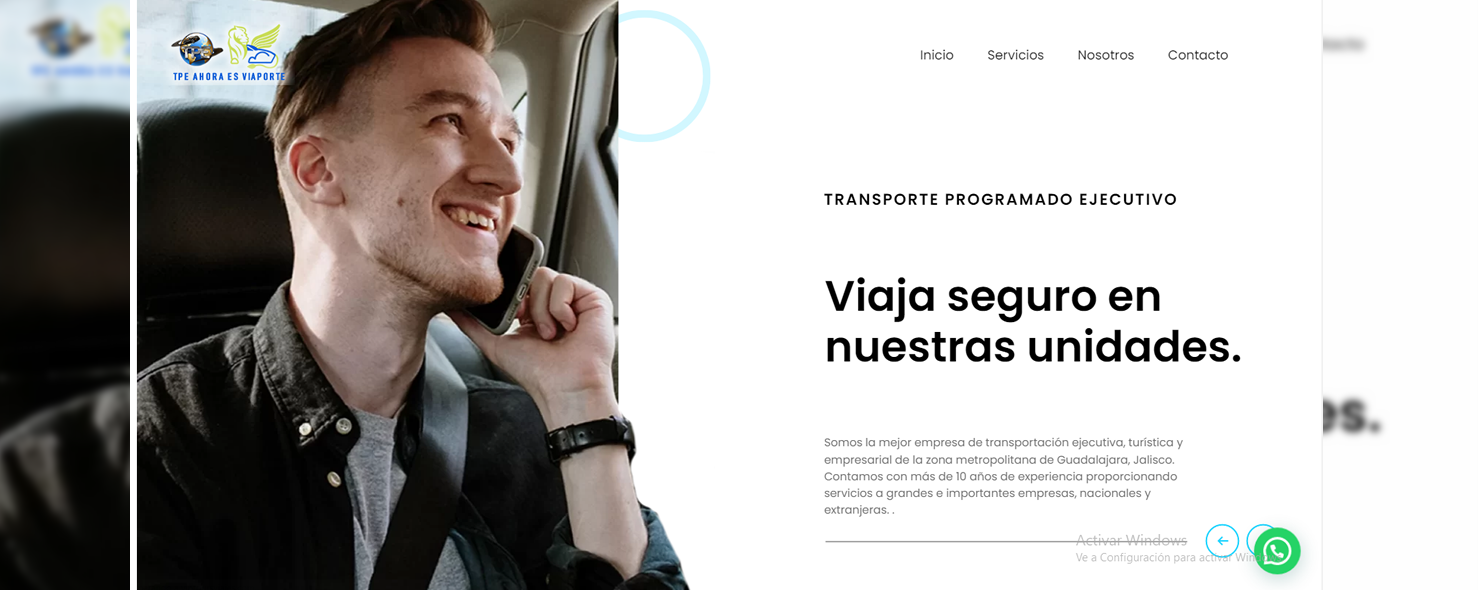 TPE AHORA ES VIAPORTE
Inicio
Servicios
Nosotros
Contacto
TRANSPORTE PROGRAMADO EJECUTIVO
Viaja seguro en
nuestras unidades.
Somos la mejor empresa de transportación ejecutiva, turística y
empresarial de la zona metropolitana de Guadalajara, Jalisco.
Contamos con más de 10 años de experiencia proporcionando
servicios a grandes e importantes empresas, nacionales y
extranjeras. .
Activar Windows
Ve a Configuración para activar
es.